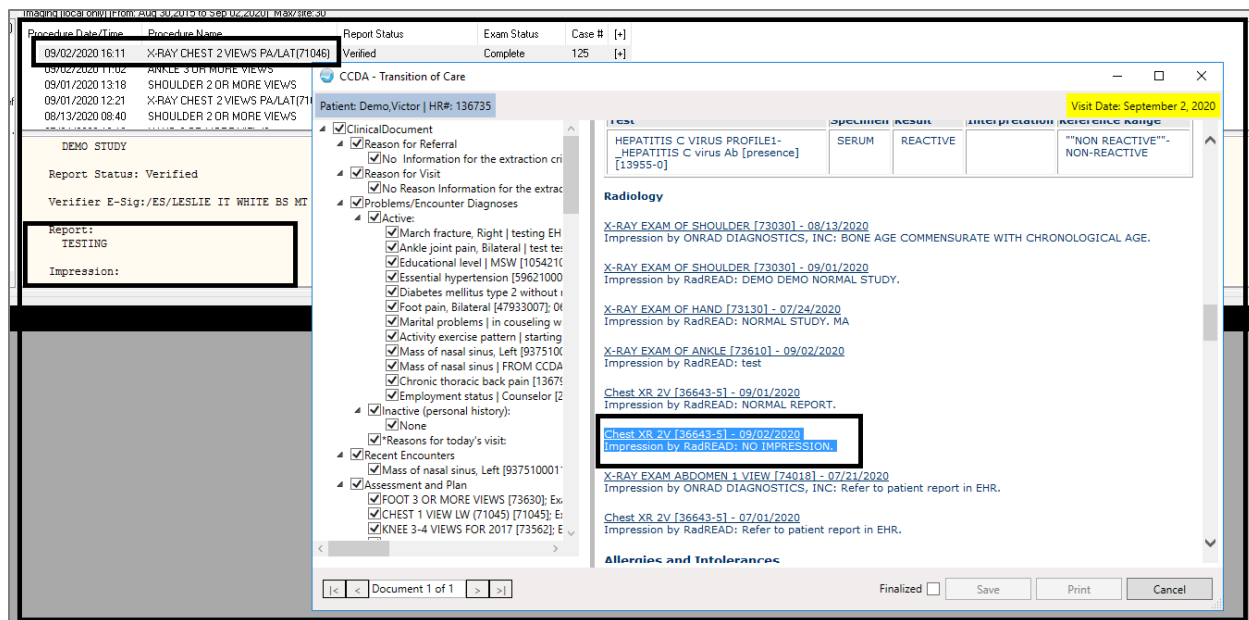 Imaging [local only] [From: Aug 30,2015 to Sep 02,2020] Max/site:30
Procedure Date/Time Procedure Name Report Status Exam Status Case # [+]
09/02/2020 16:11 X-RAY CHEST 2 VIEWS PA/LAT(71046) Verified Complete 125 [+]
09/02/2020 11:02 ANKLE 3 OR MORE VIEWS
09/01/2020 13:18 SHOULDER 2 OR MORE VIEWS
09/01/2020 12:21 X-RAY CHEST 2 VIEWS PA/LAT(71
08/13/2020 08:40 SHOULDER 2 OR MORE VIEWS
DEMO STUDY
Report Status: Verified
Verifier E-Sig:/ES/LESLIE IT WHITE BS MT
Report:
TESTING
Impression:
CCDA - Transition of Care
Patient: Demo,Victor | HR#: 136735
Visit Date: September 2, 2020
ClinicalDocument
Reason for Referral
No Information for the extraction cri
Reason for Visit
No Reason Information for the extrac
Problems/Encounter Diagnoses
Active:
March fracture, Right | testing EH
Ankle joint pain, Bilateral | test te
Educational level | MSW [1054210
Essential hypertension [59621000
Diabetes mellitus type 2 without
Foot pain, Bilateral [47933007]; 06
Marital problems | in couseling w
Activity exercise pattern | starting
Mass of nasal sinus, Left [9375100
Mass of nasal sinus | FROM CCDA
Chronic thoracic back pain [13679
Employment status | Counselor [2
Inactive (personal history):
None
*Reasons for today's visit:
Recent Encounters
Mass of nasal sinus, Left [937510001
Assessment and Plan
FOOT 3 OR MORE VIEWS [73630]; Ex
CHEST 1 VIEW LW (71045) [71045]; E
KNEE 3-4 VIEWS FOR 2017 [73562]; E
Test Specimen Result Interpretation Reference Range
HEPATITIS C VIRUS PROFILE1- SERUM REACTIVE ""NON REACTIVE""-
_HEPATITIS C virus Ab [presence] NON-REACTIVE
[13955-0]
Radiology
X-RAY EXAM OF SHOULDER [73030] - 08/13/2020
Impression by ONRAD DIAGNOSTICS, INC: BONE AGE COMMENSURATE WITH CHRONOLOGICAL AGE.
X-RAY EXAM OF SHOULDER [73030] - 09/01/2020
Impression by RadREAD: DEMO DEMO NORMAL STUDY.
X-RAY EXAM OF HAND [73130] - 07/24/2020
Impression by RadREAD: NORMAL STUDY. MA
X-RAY EXAM OF ANKLE [73610] - 09/02/2020
Impression by RadREAD: test
Chest XR 2V [36643-5] - 09/01/2020
Impression by RadREAD: NORMAL REPORT.
Chest XR 2V [36643-5] - 09/02/2020
Impression by RadREAD: NO IMPRESSION.
X-RAY EXAM ABDOMEN 1 VIEW [74018] - 07/21/2020
Impression by ONRAD DIAGNOSTICS, INC: Refer to patient report in EHR.
Chest XR 2V [36643-5] - 07/01/2020
Impression by RadREAD: Refer to patient report in EHR.
Allergies and Intolerances
|< < Document 1 of 1 > >| Finalized Save Print Cancel